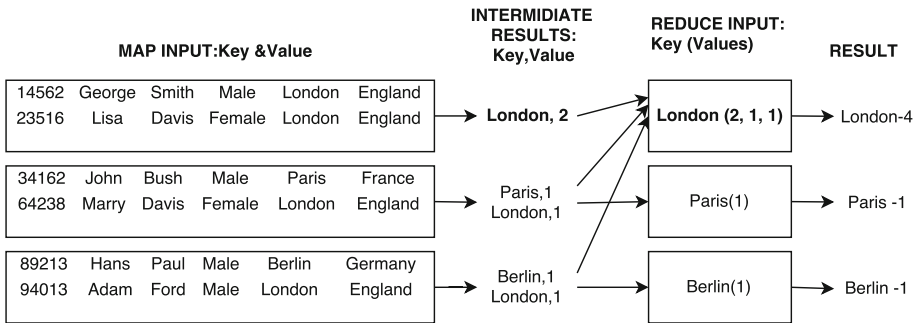 MAP INPUT:Key &Value
INTERMIDIATE
RESULTS:
Key,Value
REDUCE INPUT:
Key (Values)
RESULT
14562 George Smith Male London England
23516 Lisa Davis Female London England
London, 2
London (2, 1, 1)
London-4
34162 John Bush Male Paris France
64238 Marry Davis Female London England
Paris,1
London,1
Paris(1)
Paris -1
89213 Hans Paul Male Berlin Germany
94013 Adam Ford Male London England
Berlin,1
London,1
Berlin(1)
Berlin -1